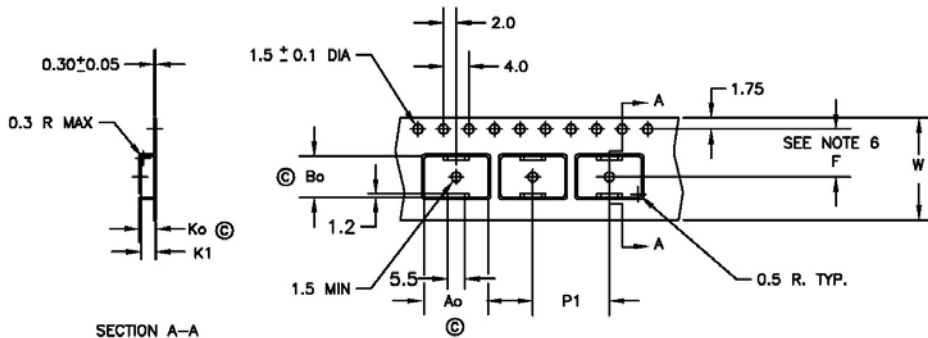 2.0
1.5 ± 0.1 DIA
4.0
0.30±0.05
A
1.75
0.3 R MAX
SEE NOTE 6
F
W
Ⓒ Bo
1.2
Ko Ⓒ
K1
A
5.5
1.5 MIN
Ao
P1
0.5 R. TYP.
Ⓒ
SECTION A-A